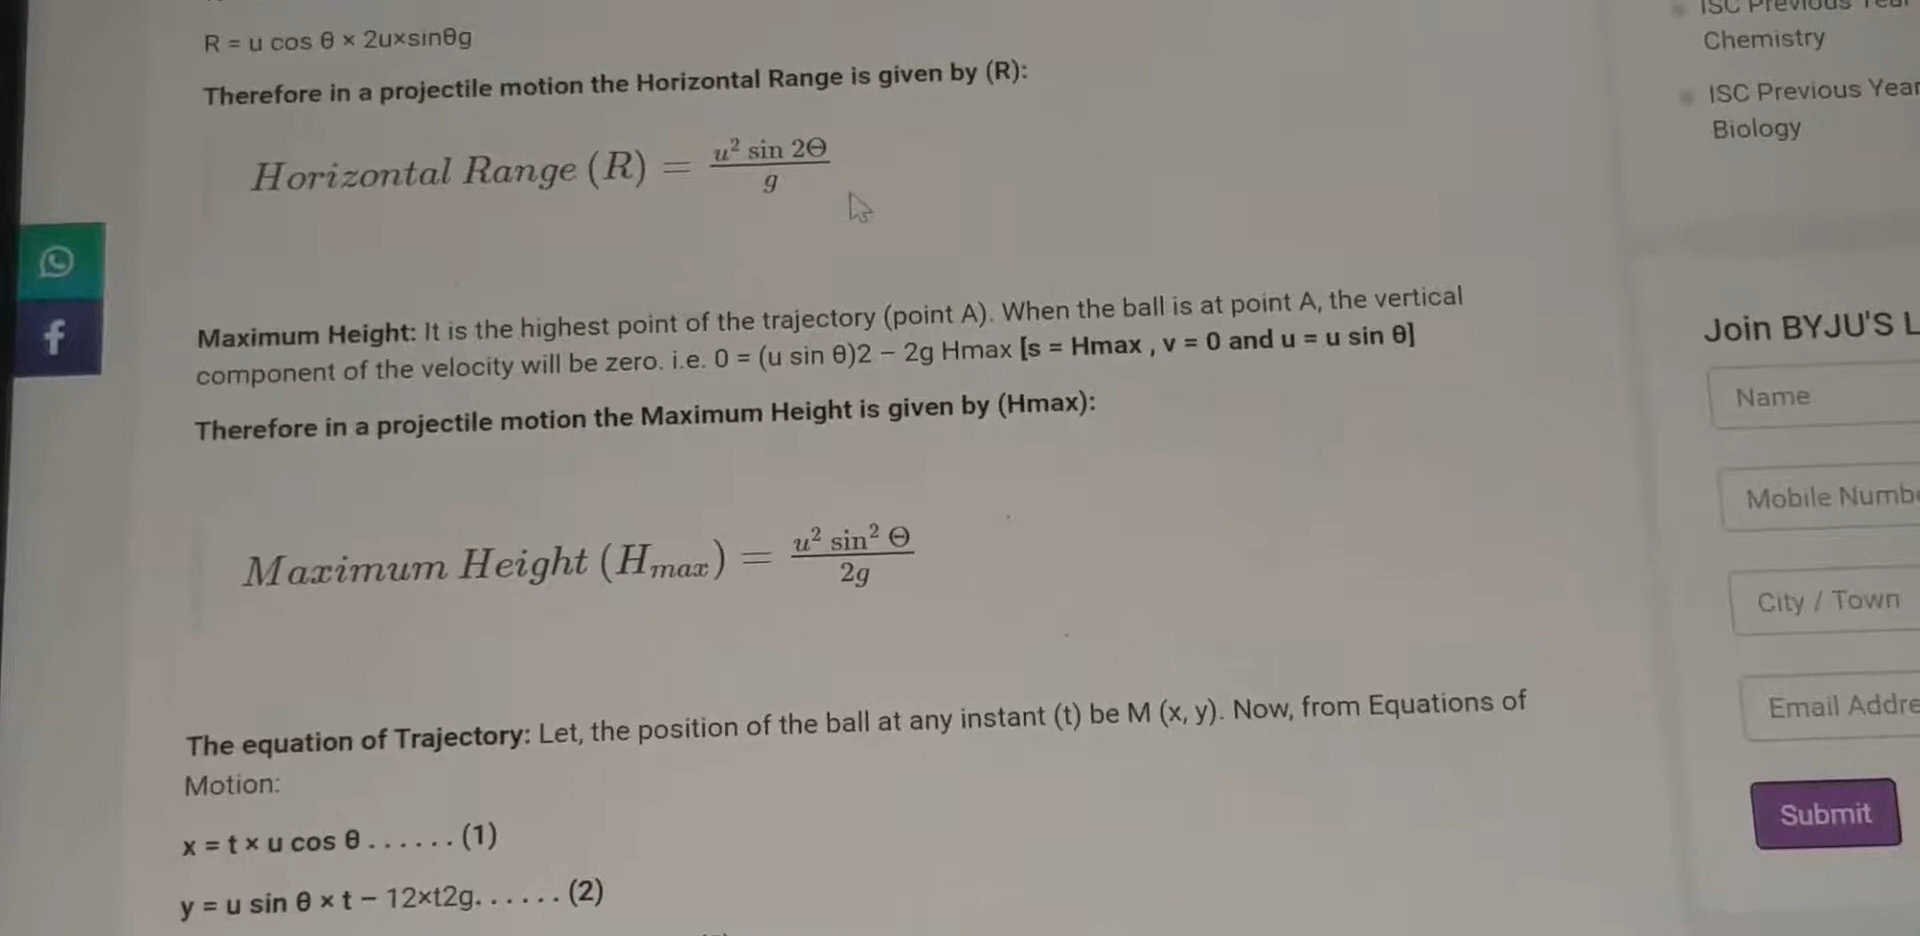 R = u cos θ × 2u×sinθg
Therefore in a projectile motion the Horizontal Range is given by (R):
Horizontal Range (R) = u² sin 2Θ / g
Maximum Height: It is the highest point of the trajectory (point A). When the ball is at point A, the vertical
component of the velocity will be zero. i.e. 0 = (u sin θ)2 – 2g Hmax [s = Hmax , v = 0 and u = u sin θ]
Therefore in a projectile motion the Maximum Height is given by (Hmax):
Maximum Height (Hmax) = u² sin² Θ / 2g
The equation of Trajectory: Let, the position of the ball at any instant (t) be M (x, y). Now, from Equations of
Motion:
x = t × u cos θ . . . . . . (1)
y = u sin θ × t – 12×t2g. . . . . . . (2)
ISC Previous Year
Chemistry
ISC Previous Year
Biology
Join BYJU'S L
Name
Mobile Numbe
City / Town
Email Addre
Submit